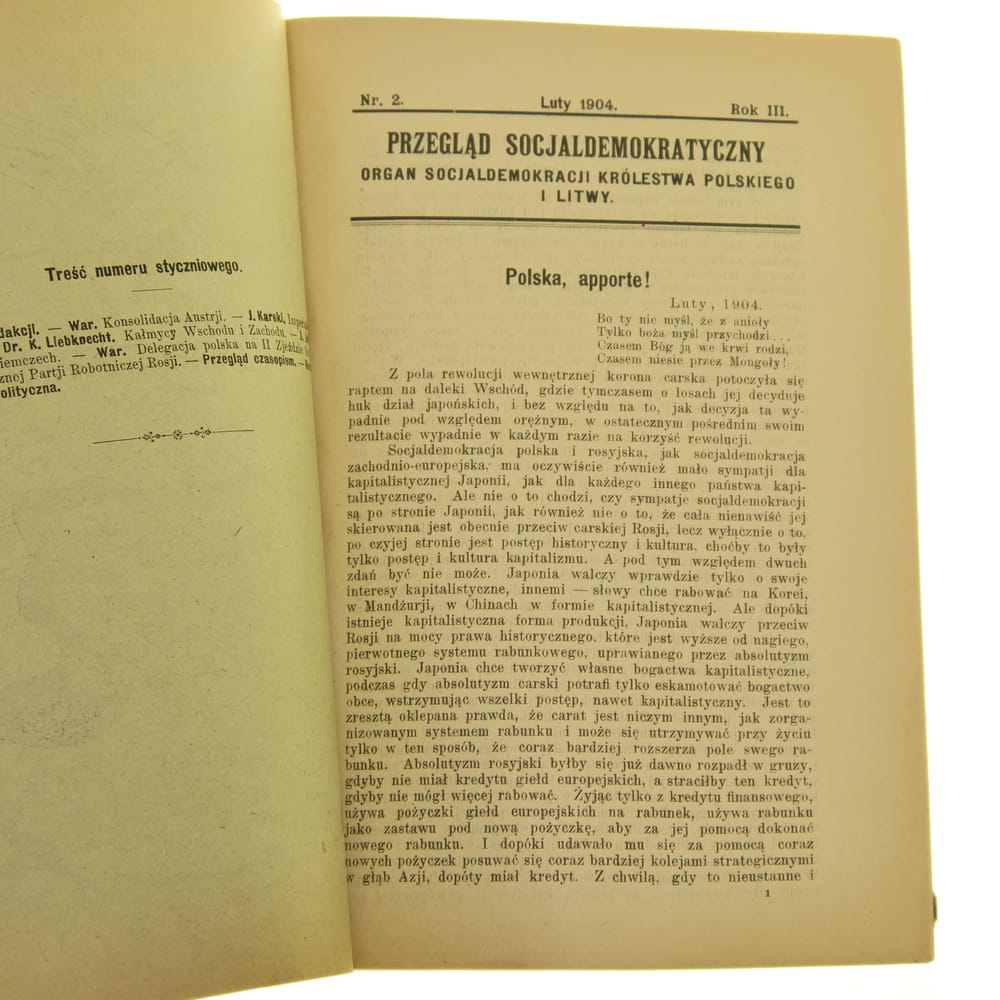 Treść numeru styczniowego.
dakcji. — War. Konsolidacja Austrji. — J. Karski,
Dr. K. Liebknecht. Kałmycy Wschodu i Zachodu. —
iemczech. — War. Delegacja polska na II Zjeździe
znej Partji Robotniczej Rosji. — Przegląd czasopism. —
olityczna.
Nr. 2. Luty 1904. Rok III.
PRZEGLĄD SOCJALDEMOKRATYCZNY
ORGAN SOCJALDEMOKRACJI KRÓLESTWA POLSKIEGO
I LITWY.
Polska, apporte!
Luty, 1904.
Bo ty nie myśl, że z anioły
Tylko boża myśl przychodzi...
Czasem Bóg ją we krwi rodzi,
Czasem niesie przez Mongoły!
Z pola rewolucji wewnętrznej korona carska potoczyła się
raptem na daleki Wschód, gdzie tymczasem o losach jej decyduje
huk dział japońskich, i bez względu na to, jak decyzja ta wy-
padnie pod względem orężnym, w ostatecznym pośrednim swoim
rezultacie wypadnie w każdym razie na korzyść rewolucji.
Socjaldemokracja polska i rosyjska, jak socjaldemokracja
zachodnio-europejska, ma oczywiście również mało sympatji dla
kapitalistycznej Japonii, jak dla każdego innego państwa kapi-
talistycznego. Ale nie o to chodzi, czy sympatje socjaldemokracji
są po stronie Japonii, jak również nie o to, że cała nienawiść jej
skierowana jest obecnie przeciw carskiej Rosji, lecz wyłącznie o to,
po czyjej stronie jest postęp historyczny i kultura, choćby to były
tylko postęp i kultura kapitalizmu. A pod tym względem dwuch
zdań być nie może. Japonia walczy wprawdzie tylko o swoje
interesy kapitalistyczne, innemi — słowy chce rabować na Korei,
w Mandżurji, w Chinach w formie kapitalistycznej. Ale dopóki
istnieje kapitalistyczna forma produkcji, Japonia walczy przeciw
Rosji na mocy prawa historycznego, które jest wyższe od nagiego,
pierwotnego systemu rabunkowego, uprawianego przez absolutyzm
rosyjski. Japonia chce tworzyć własne bogactwa kapitalistyczne,
podczas gdy absolutyzm carski potrafi tylko eskamotować bogactwo
obce, wstrzymując wszelki postęp, nawet kapitalistyczny. Jest to
zresztą oklepana prawda, że carat jest niczym innym, jak zorga-
nizowanym systemem rabunku i może się utrzymywać przy życiu
tylko w ten sposób, że coraz bardziej rozszerza pole swego ra-
bunku. Absolutyzm rosyjski byłby się już dawno rozpadł w gruzy,
gdyby nie miał kredytu giełd europejskich, a straciłby ten kredyt,
gdyby nie mógł więcej rabować. Żyjąc tylko z kredytu finansowego,
używa pożyczki giełd europejskich na rabunek, używa rabunku
jako zastawu pod nową pożyczkę, aby za jej pomocą dokonać
nowego rabunku. I dopóki udawało mu się za pomocą coraz
nowych pożyczek posuwać się coraz bardziej kolejami strategicznymi
w głąb Azji, dopóty miał kredyt. Z chwilą, gdy to nieustanne i
1